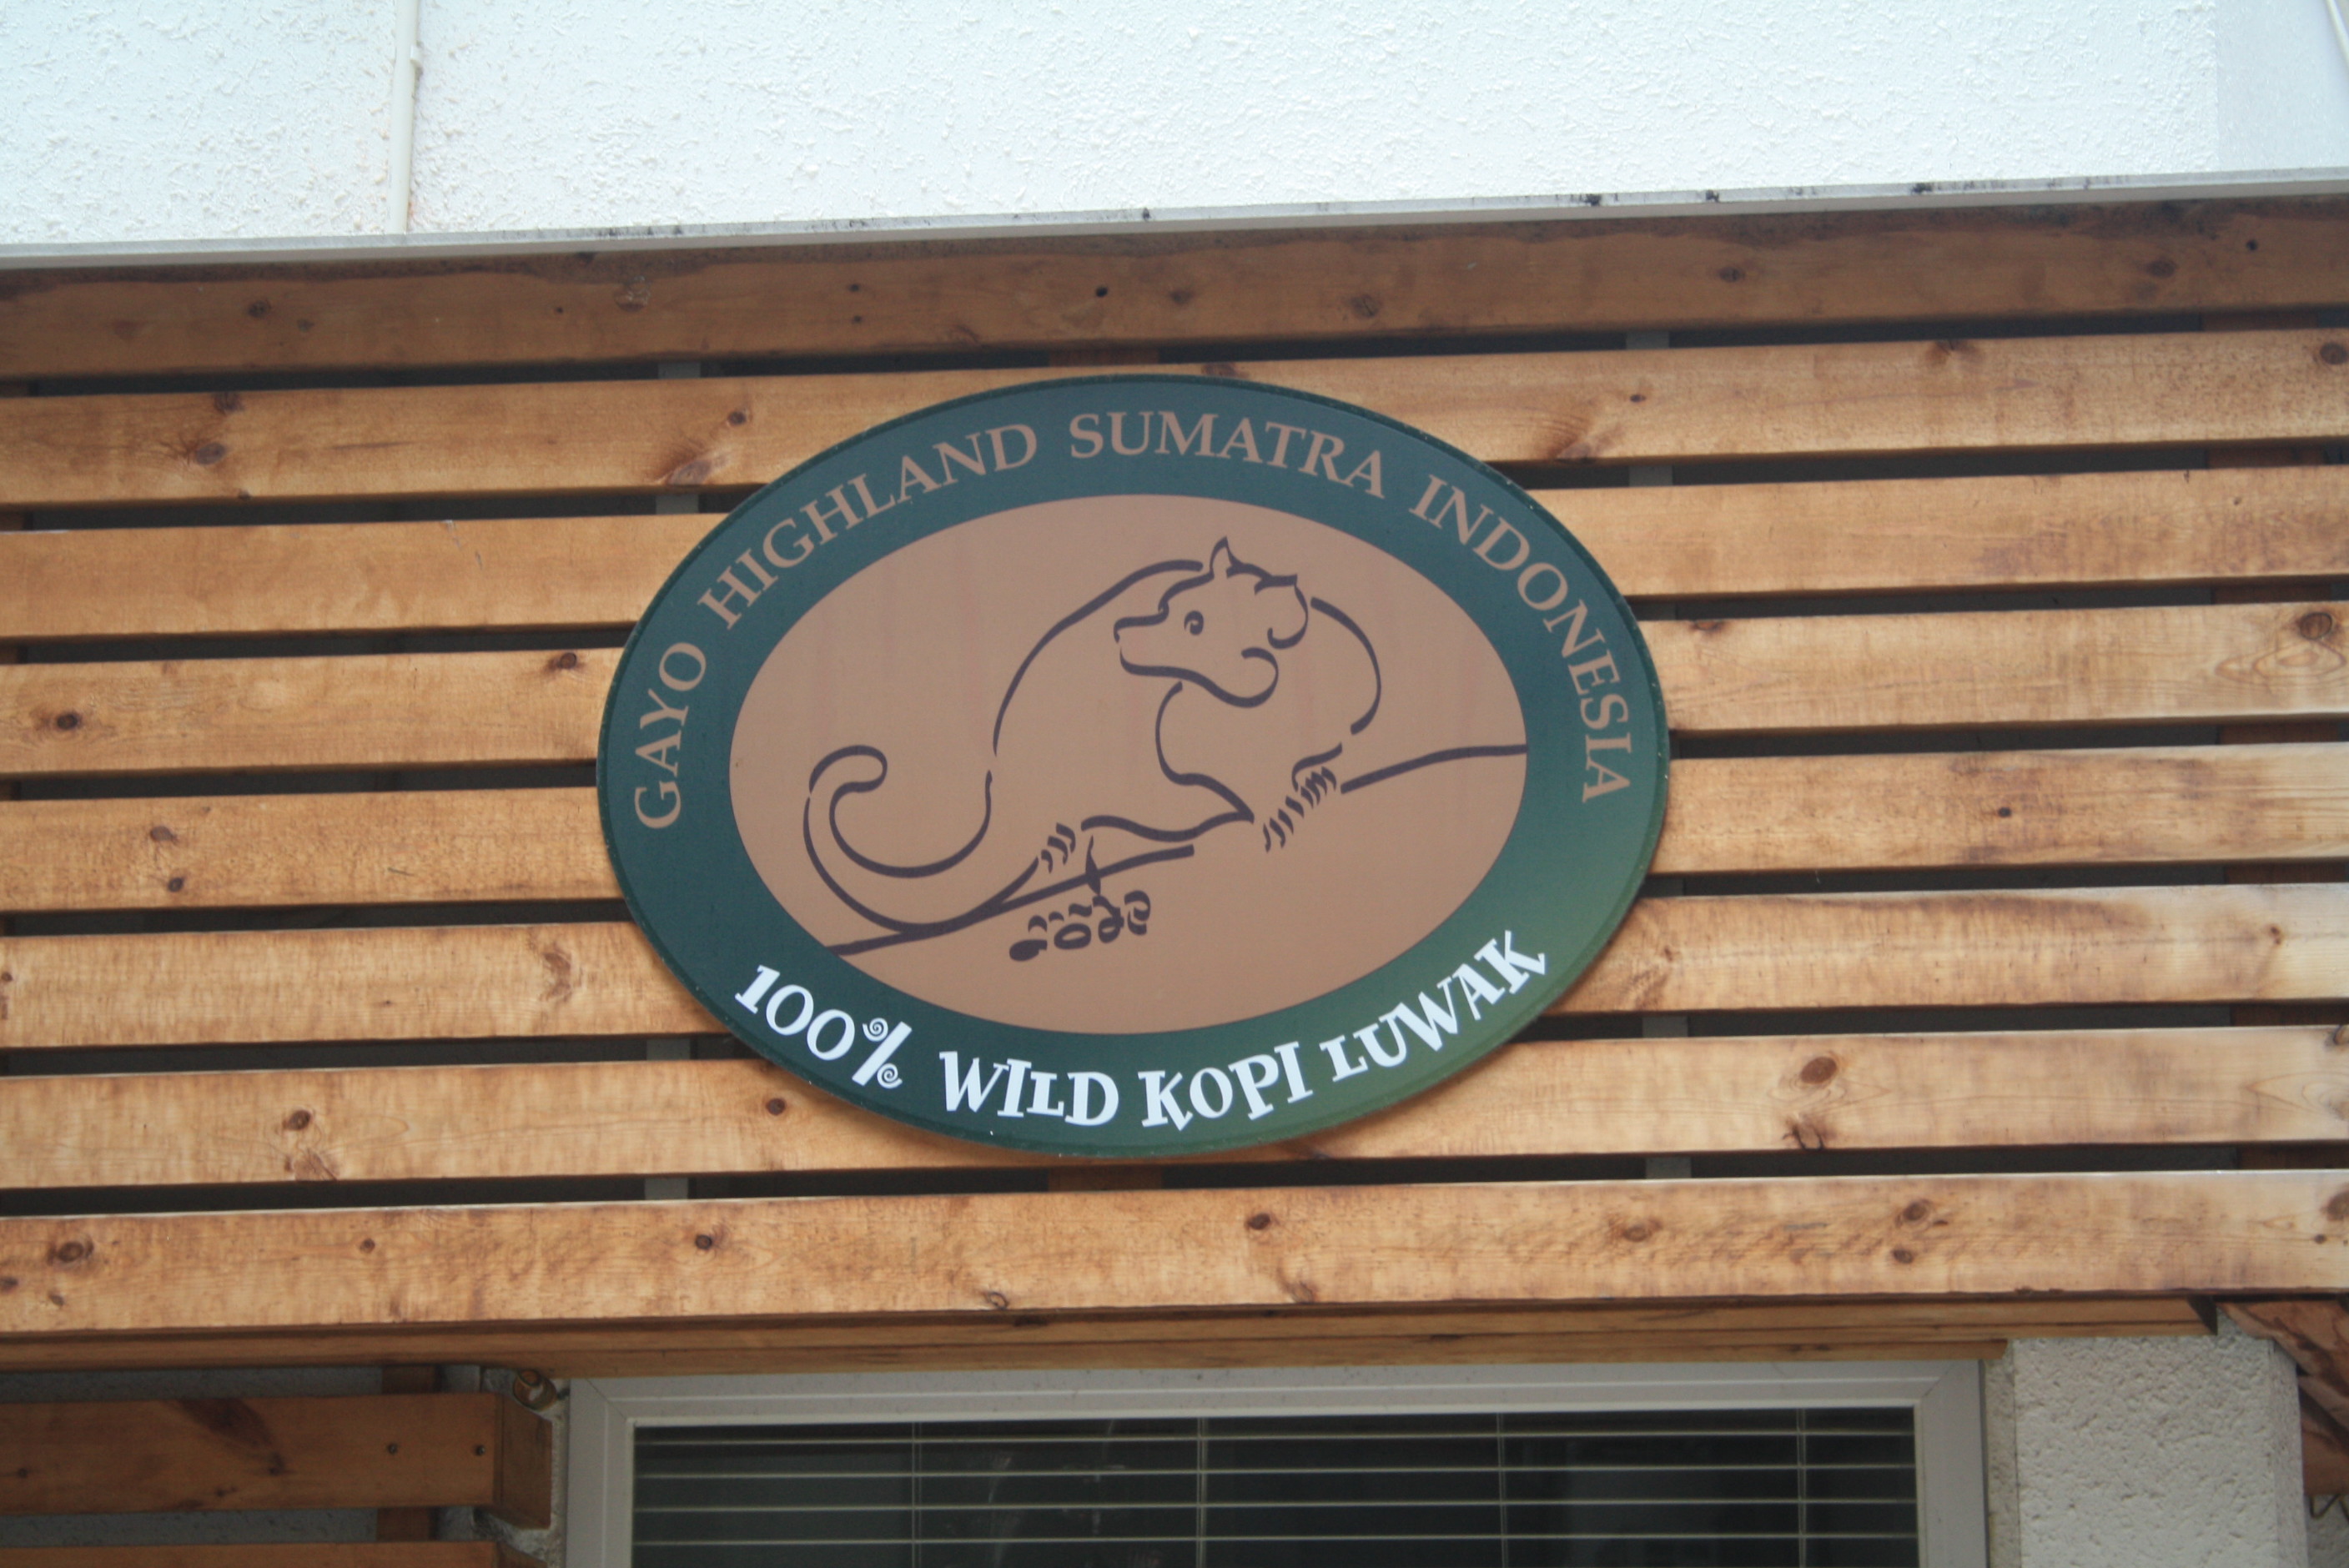 GAYO HIGHLAND SUMATRA INDONESIA
100% WILD KOPI LUWAK